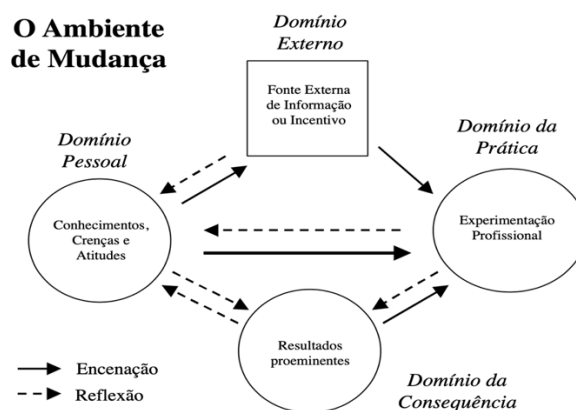 O Ambiente
de Mudança
Domínio
Externo
Fonte Externa
de Informação
ou Incentivo
Domínio
Pessoal
Domínio da
Prática
Conhecimentos,
Crenças e
Atitudes
Experimentação
Profissional
Resultados
proeminentes
Encenação
Reflexão
Domínio da
Consequência